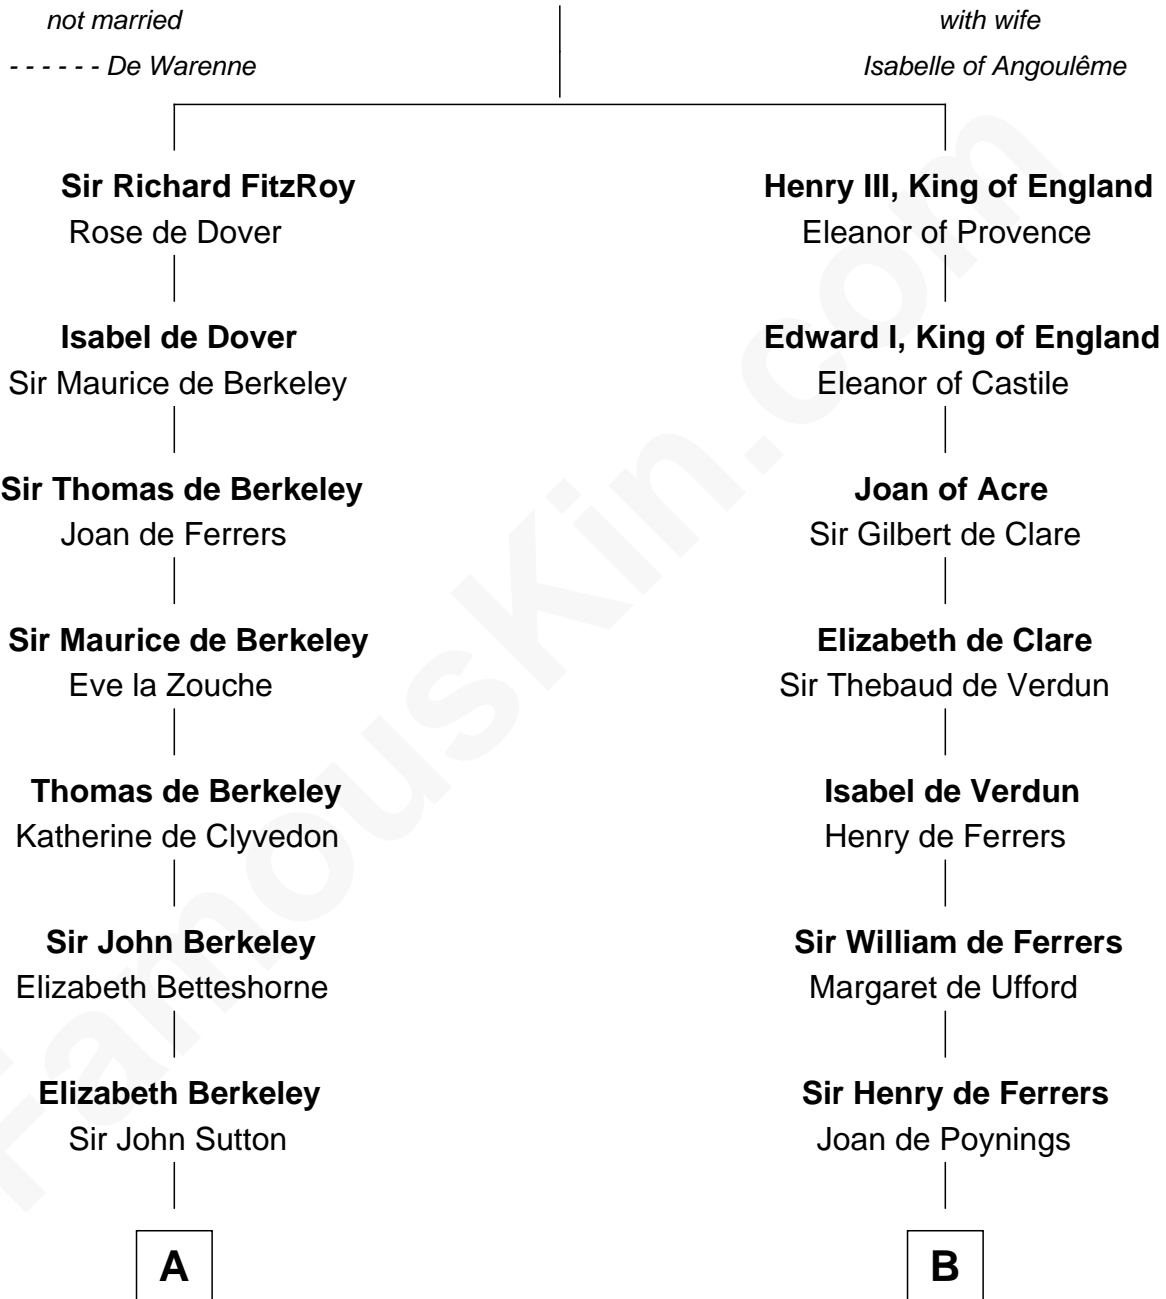 not married
- - - - - - De Warenne
with wife
Isabelle of Angoulême
Sir Richard FitzRoy
Rose de Dover
Henry III, King of England
Eleanor of Provence
Isabel de Dover
Sir Maurice de Berkeley
Edward I, King of England
Eleanor of Castile
Sir Thomas de Berkeley
Joan de Ferrers
Joan of Acre
Sir Gilbert de Clare
Sir Maurice de Berkeley
Eve la Zouche
Elizabeth de Clare
Sir Thebaud de Verdun
Thomas de Berkeley
Katherine de Clyvedon
Isabel de Verdun
Henry de Ferrers
Sir John Berkeley
Elizabeth Betteshorne
Sir William de Ferrers
Margaret de Ufford
Elizabeth Berkeley
Sir John Sutton
Sir Henry de Ferrers
Joan de Poynings
A
B
FamousKin.com